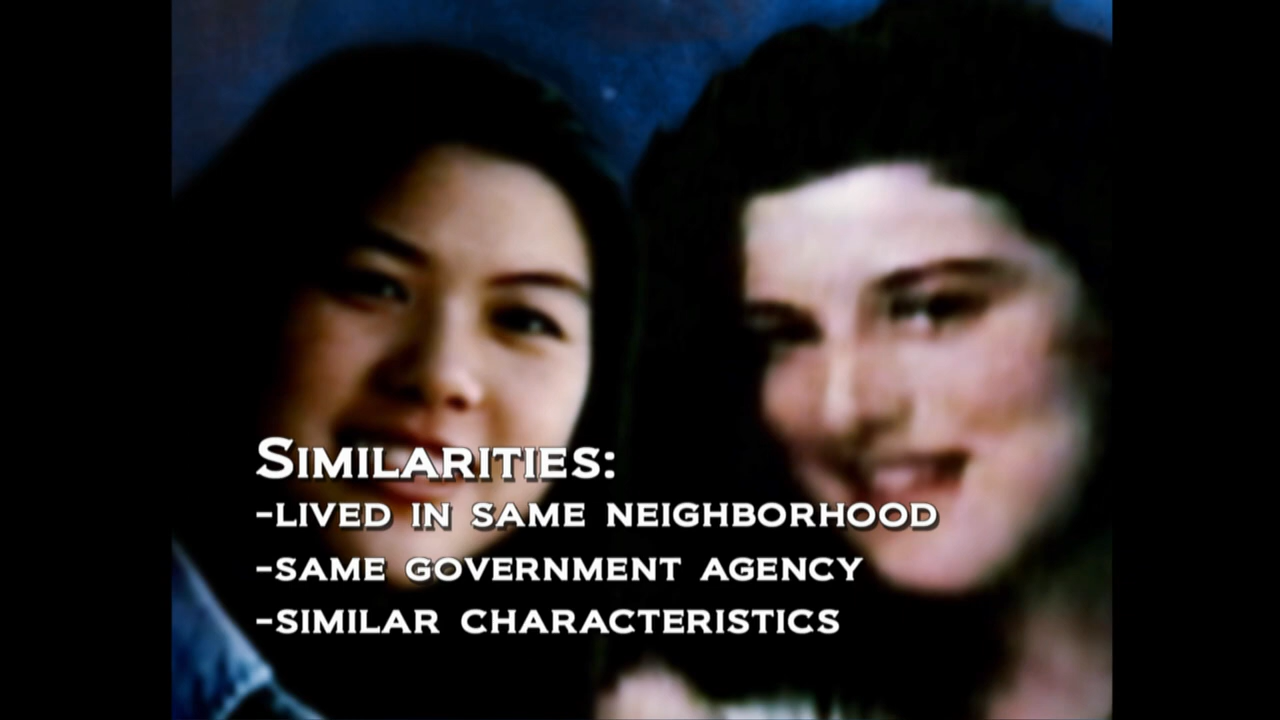 Similarities:
-lived in same neighborhood
-same government agency
-similar characteristics